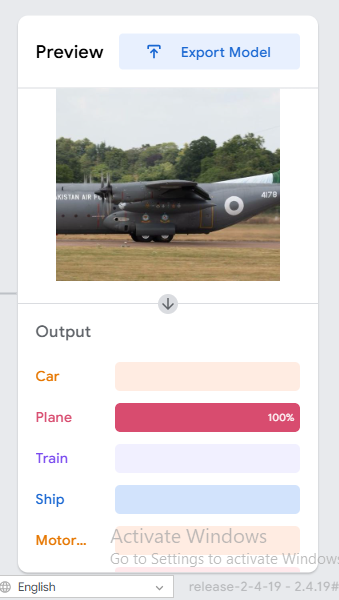 Preview
Export Model
AKISTAN AIR
4178
Output
Car
Plane
100%
Train
Ship
Motor...
Activate Windows
Go to Settings to activate Windows
English
release-2-4-19 - 2.4.19#